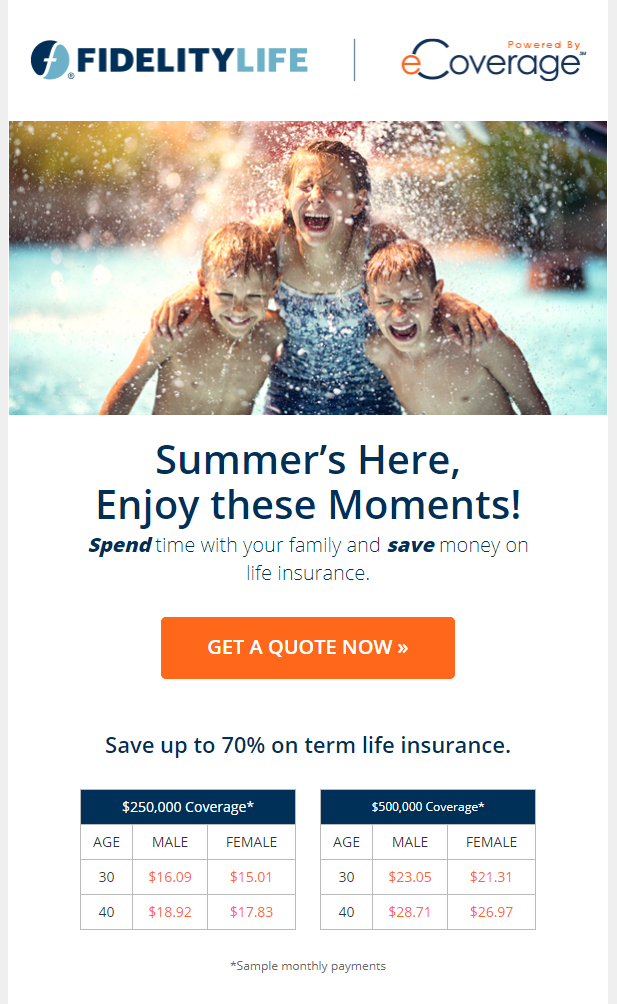 FIDELITYLIFE
®
Powered By
eCoverage℠
Summer’s Here,
Enjoy these Moments!
Spend time with your family and save money on
life insurance.
GET A QUOTE NOW »
Save up to 70% on term life insurance.
$250,000 Coverage*
AGE MALE FEMALE
30 $16.09 $15.01
40 $18.92 $17.83
$500,000 Coverage*
AGE MALE FEMALE
30 $23.05 $21.31
40 $28.71 $26.97
*Sample monthly payments